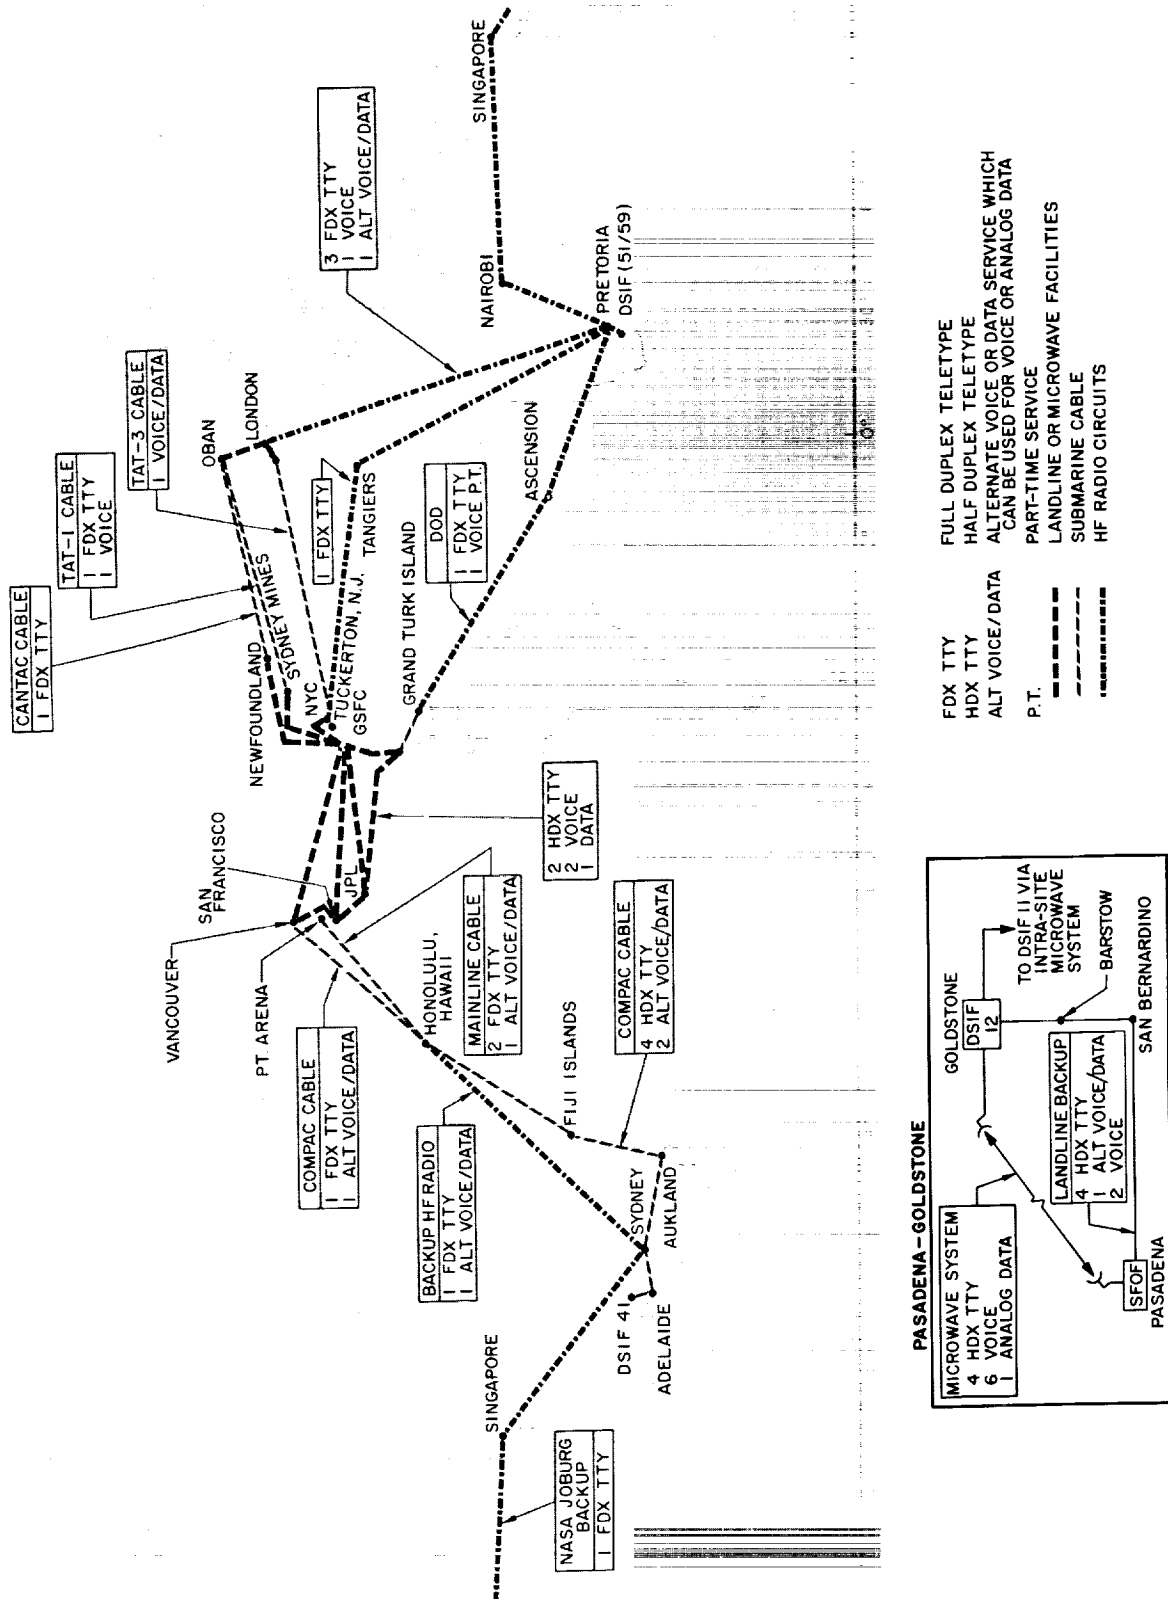 CANTAC CABLE
1 FDX TTY
TAT-1 CABLE
1 FDX TTY
1 VOICE
TAT-3 CABLE
1 VOICE/DATA
3 FDX TTY
1 VOICE
1 ALT VOICE/DATA
SINGAPORE
OBAN
LONDON
NEWFOUNDLAND
SYDNEY MINES
NYC
TUCKERTON, N.J.
GSFC
1 FDX TTY
TANGIERS
NAIROBI
PRETORIA
DSIF (51/59)
ASCENSION
GRAND TURK ISLAND
DOD
1 FDX TTY
1 VOICE P.T.
VANCOUVER
SAN
FRANCISCO
PT. ARENA
JPL
2 HDX TTY
2 VOICE
1 DATA
COMPAC CABLE
1 FDX TTY
1 ALT VOICE/DATA
HONOLULU,
HAWAII
MAINLINE CABLE
2 FDX TTY
1 ALT VOICE/DATA
BACKUP HF RADIO
1 FDX TTY
1 ALT VOICE/DATA
FIJI ISLANDS
COMPAC CABLE
4 HDX TTY
2 ALT VOICE/DATA
SYDNEY
AUKLAND
DSIF 41
ADELAIDE
SINGAPORE
NASA JOBURG
BACKUP
1 FDX TTY
0°
FDX TTY FULL DUPLEX TELETYPE
HDX TTY HALF DUPLEX TELETYPE
ALT VOICE/DATA ALTERNATE VOICE OR DATA SERVICE WHICH
CAN BE USED FOR VOICE OR ANALOG DATA
P.T. PART-TIME SERVICE
LANDLINE OR MICROWAVE FACILITIES
SUBMARINE CABLE
HF RADIO CIRCUITS
PASADENA-GOLDSTONE
MICROWAVE SYSTEM
4 HDX TTY
6 VOICE
1 ANALOG DATA
GOLDSTONE
DSIF
12
TO DSIF 11 VIA
INTRA-SITE
MICROWAVE
SYSTEM
BARSTOW
LANDLINE BACKUP
4 HDX TTY
1 ALT VOICE/DATA
2 VOICE
SAN BERNARDINO
SFOF
PASADENA